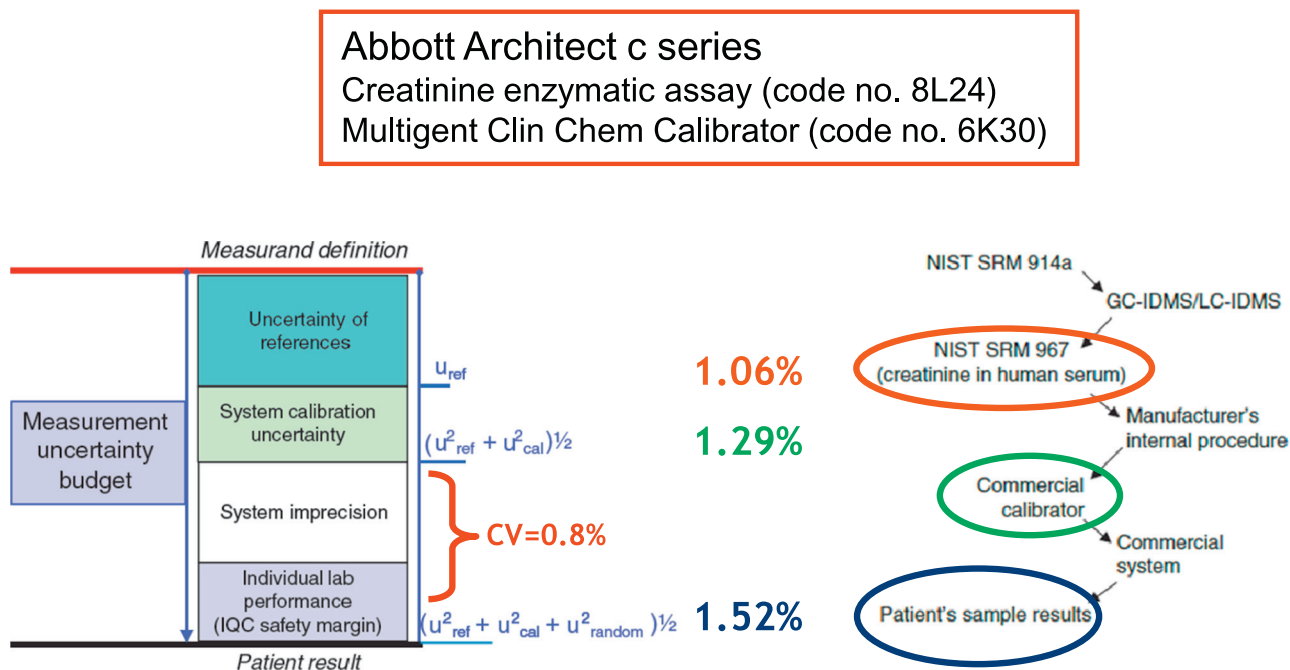 Abbott Architect c series
Creatinine enzymatic assay (code no. 8L24)
Multigent Clin Chem Calibrator (code no. 6K30)
Measurand definition
Uncertainty of
references
u_ref
Measurement
uncertainty
budget
System calibration
uncertainty
(u²_ref + u²_cal)½
System imprecision
CV=0.8%
Individual lab
performance
(IQC safety margin)
(u²_ref + u²_cal + u²_random)½
Patient result
1.06%
1.29%
1.52%
NIST SRM 914a
GC-IDMS/LC-IDMS
NIST SRM 967
(creatinine in human serum)
Manufacturer's
internal procedure
Commercial
calibrator
Commercial
system
Patient's sample results